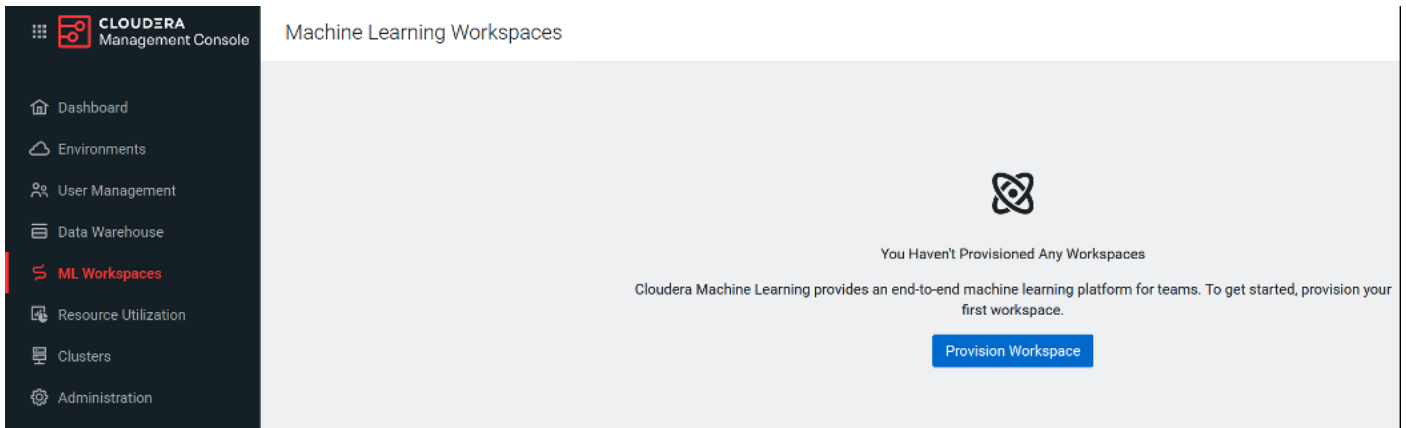 CLOUDERA
Management Console
Machine Learning Workspaces
Dashboard
Environments
User Management
Data Warehouse
ML Workspaces
Resource Utilization
Clusters
Administration
You Haven't Provisioned Any Workspaces
Cloudera Machine Learning provides an end-to-end machine learning platform for teams. To get started, provision your
first workspace.
Provision Workspace